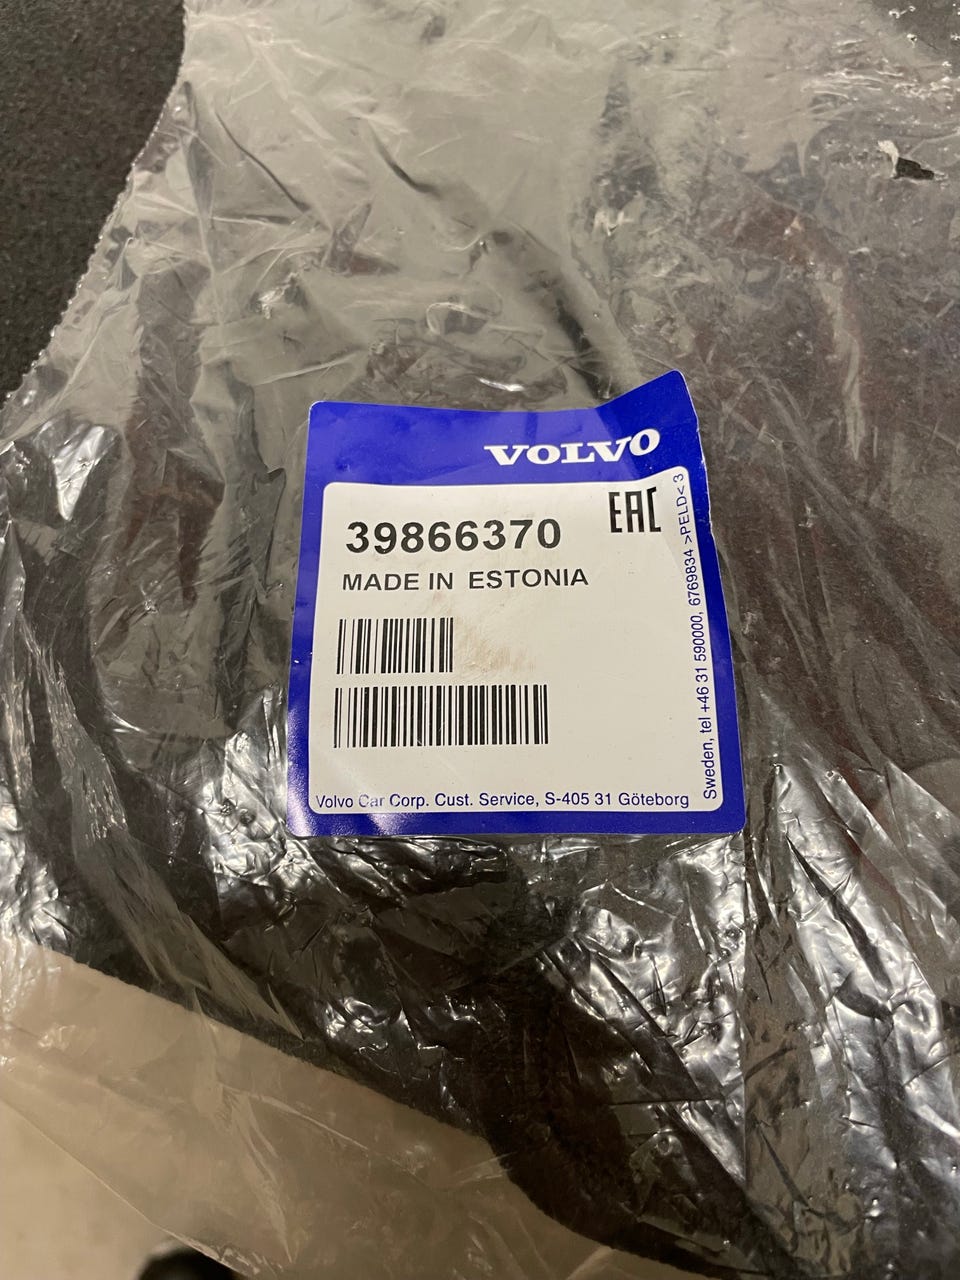 VOLVO
EAC
39866370
MADE IN ESTONIA
Volvo Car Corp. Cust. Service, S-405 31 Göteborg
Sweden, tel +46 31 590000, 6769834 >PELD< 3